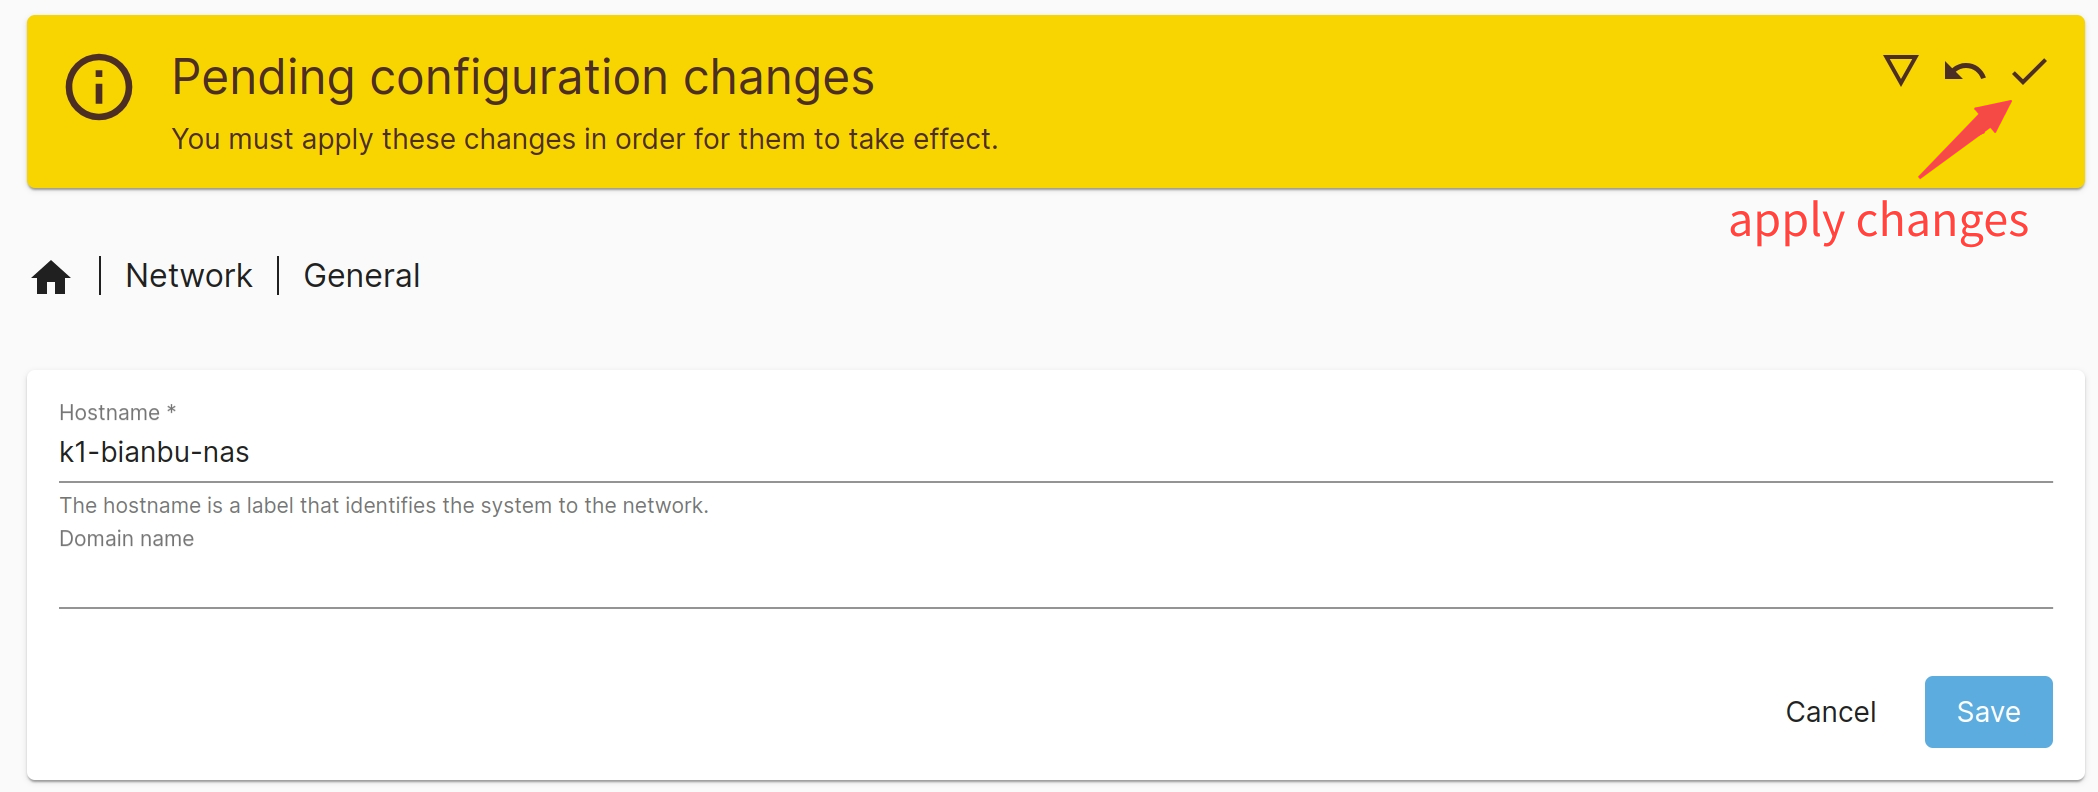 Pending configuration changes
You must apply these changes in order for them to take effect.
apply changes
Network | General
Hostname *
k1-bianbu-nas
The hostname is a label that identifies the system to the network.
Domain name
Cancel Save